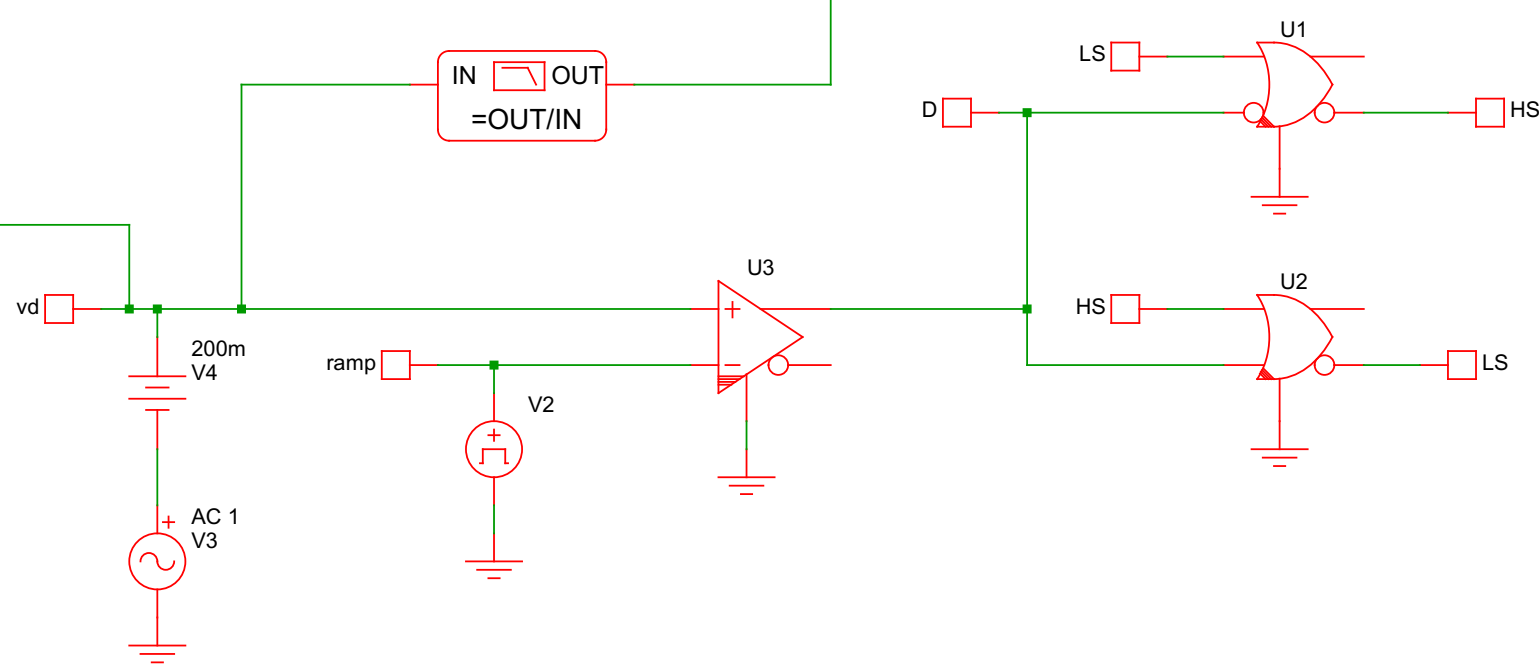 U1
LS
IN OUT
=OUT/IN
D
HS
U3
U2
vd
HS
200m
V4
ramp
LS
V2
AC 1
V3